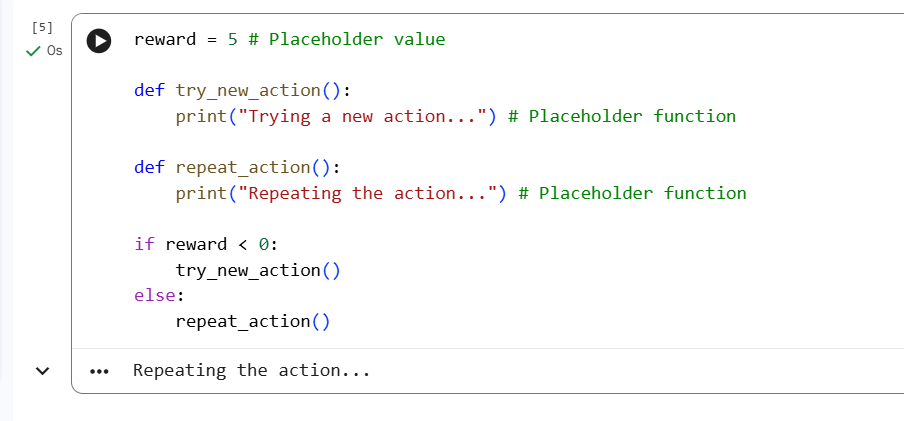 [5]
0s
reward = 5 # Placeholder value
def try_new_action():
    print("Trying a new action...") # Placeholder function
def repeat_action():
    print("Repeating the action...") # Placeholder function
if reward < 0:
    try_new_action()
else:
    repeat_action()
Repeating the action...